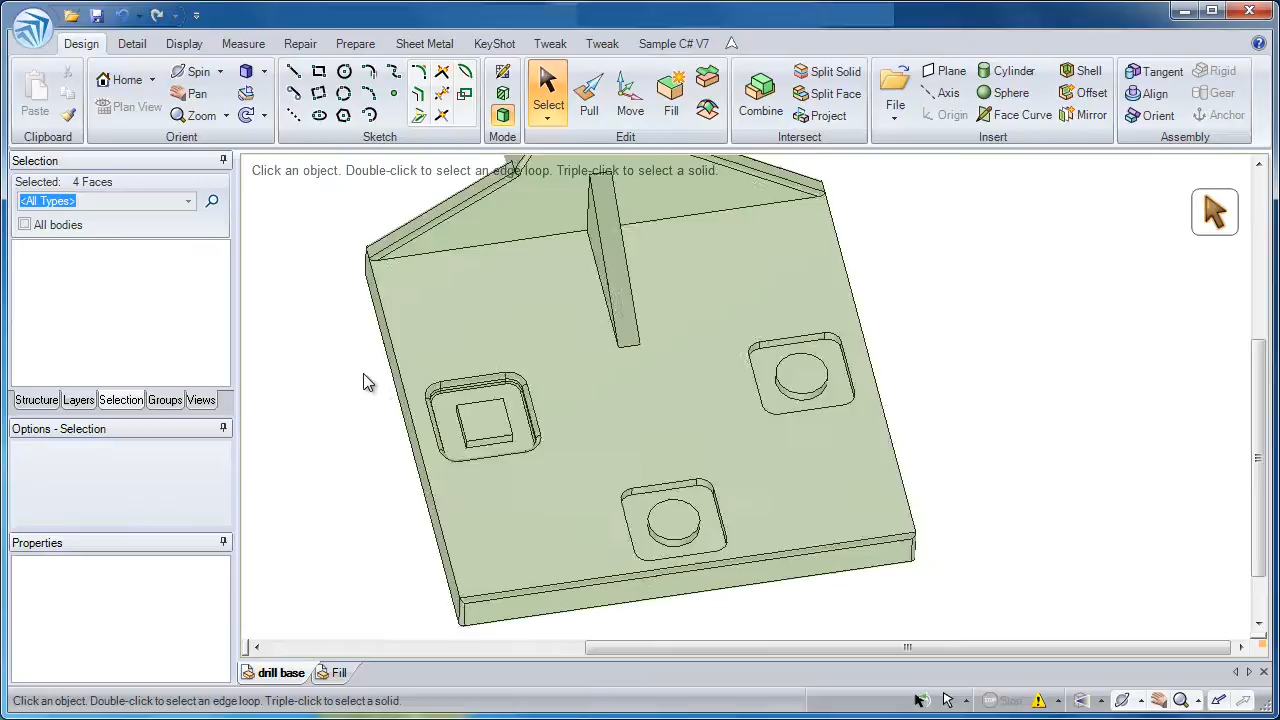 Design Detail Display Measure Repair Prepare Sheet Metal KeyShot Tweak Tweak Sample C# V7
Paste
Clipboard
Home Spin
Plan View Pan
Zoom
Orient
Sketch
Mode
Select Pull Move Fill
Edit
Combine Split Solid
Split Face
Project
Intersect
File Plane Cylinder Shell
Axis Sphere Offset
Origin Face Curve Mirror
Insert
Tangent Rigid
Align Gear
Orient Anchor
Assembly
Selection
Selected: 4 Faces
<All Types>
All bodies
Structure Layers Selection Groups Views
Options - Selection
Properties
Click an object. Double-click to select an edge loop. Triple-click to select a solid.
drill base Fill
Click an object. Double-click to select an edge loop. Triple-click to select a solid.
Stop